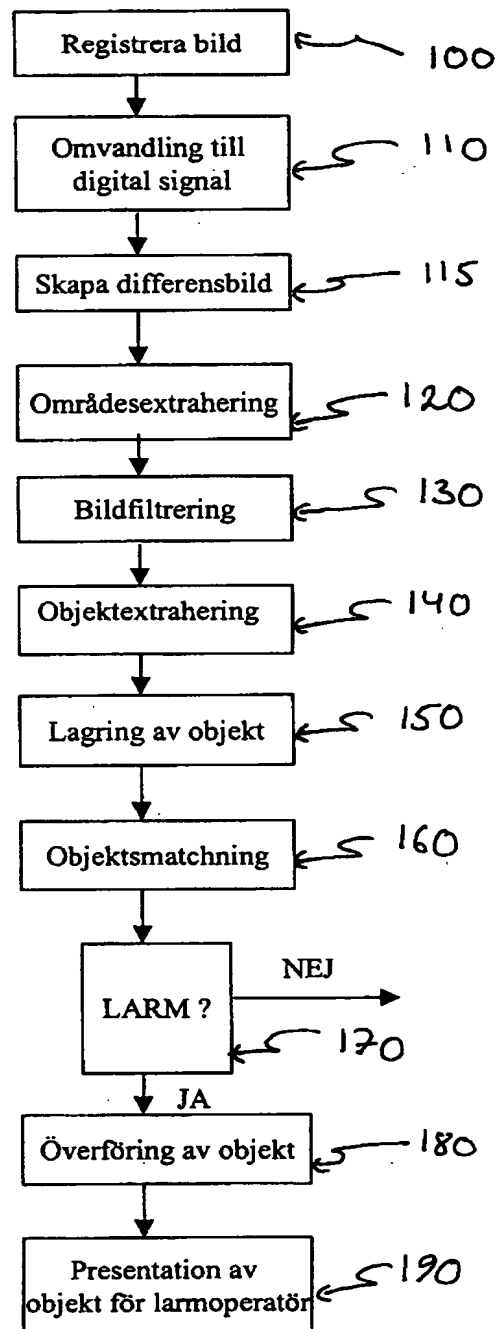 Registrera bild
100
Omvandling till
digital signal
110
Skapa differensbild
115
Områdesextrahering
120
Bildfiltrering
130
Objektextrahering
140
Lagring av objekt
150
Objektsmatchning
160
LARM ?
NEJ
170
JA
Överföring av objekt
180
Presentation av
objekt för larmoperatör
190